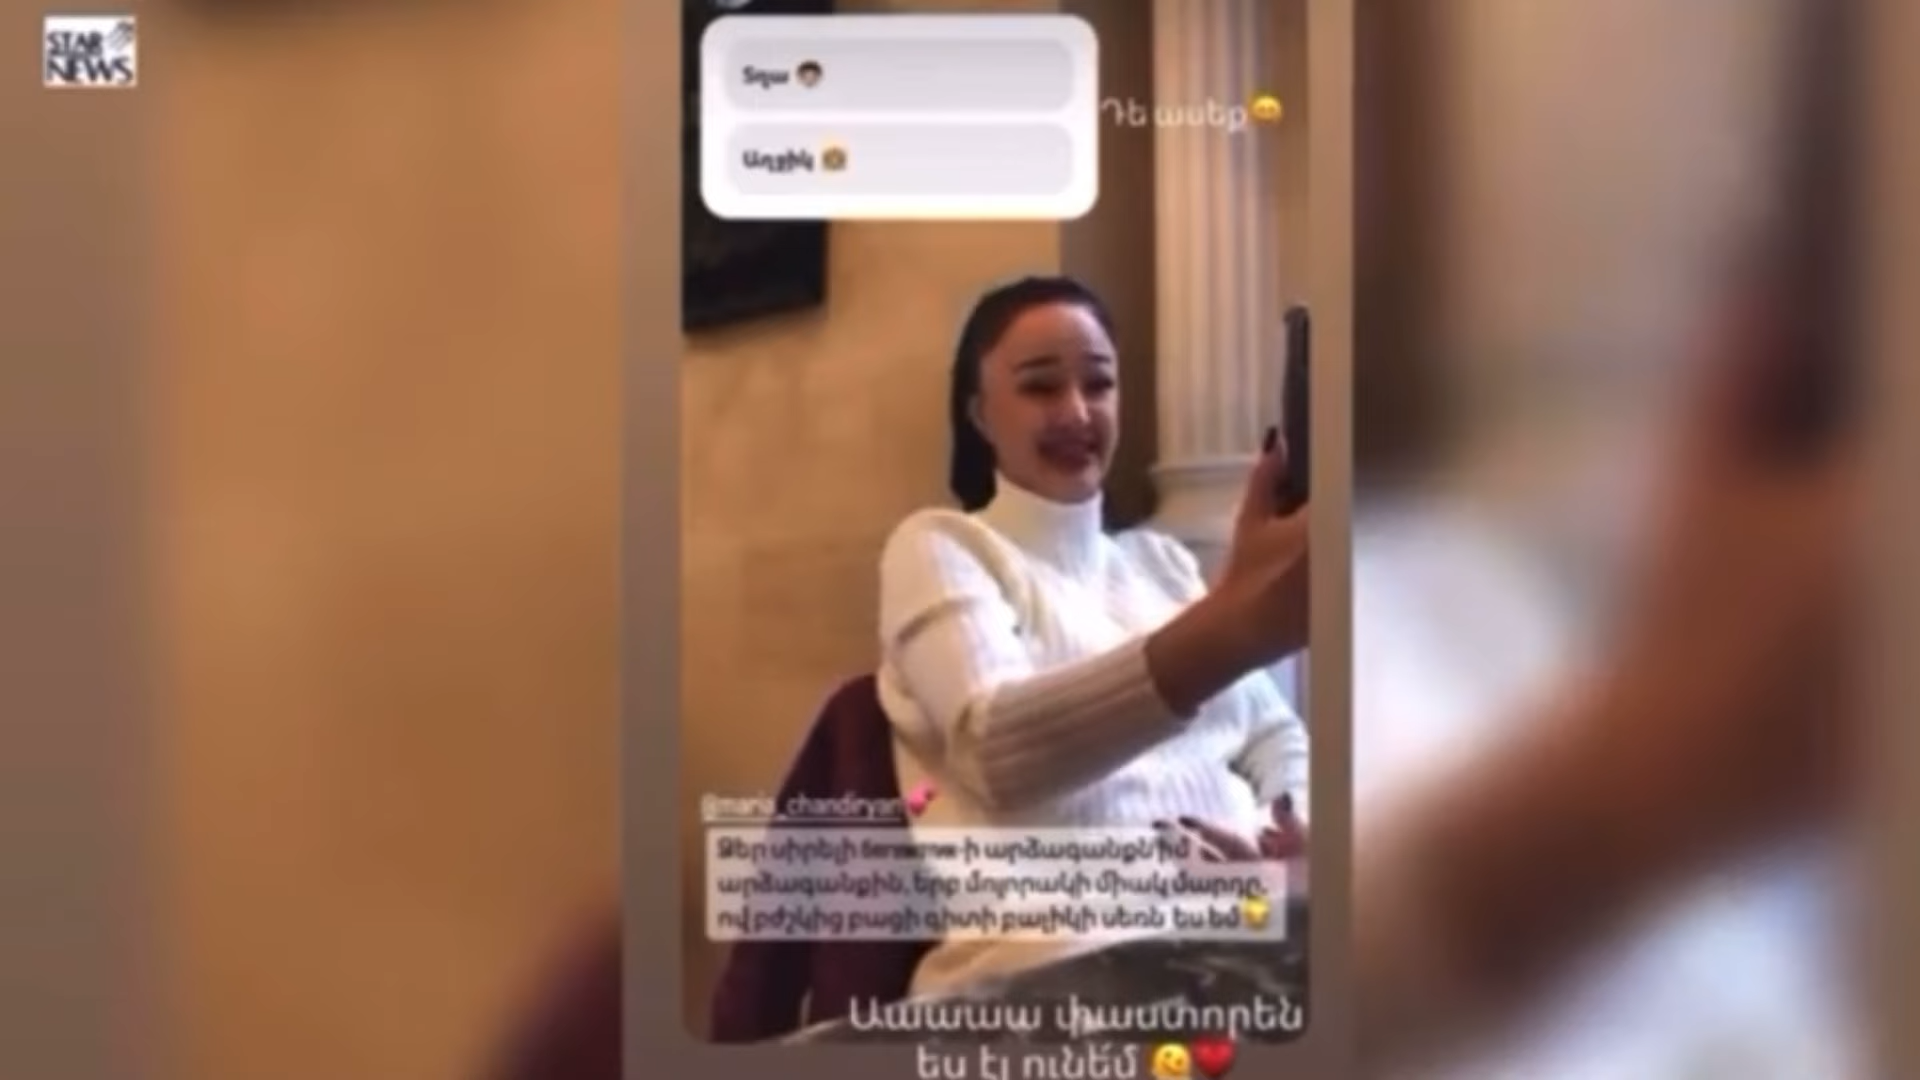 STAR
NEWS
Տղա 👦🏻
Դե ասեք😊
Աղջիկ
@maria_chandiryan 💕
Ձեր սիրելի -ի արձագանքն իմ
արձագանքին, երբ մոլորակի միակ մարդը,
ով բժշկից բացի գիտի բալիկի սեռն ես եմ
Աաաաա փաստորեն
ես էլ ունեմ 🫠❤️